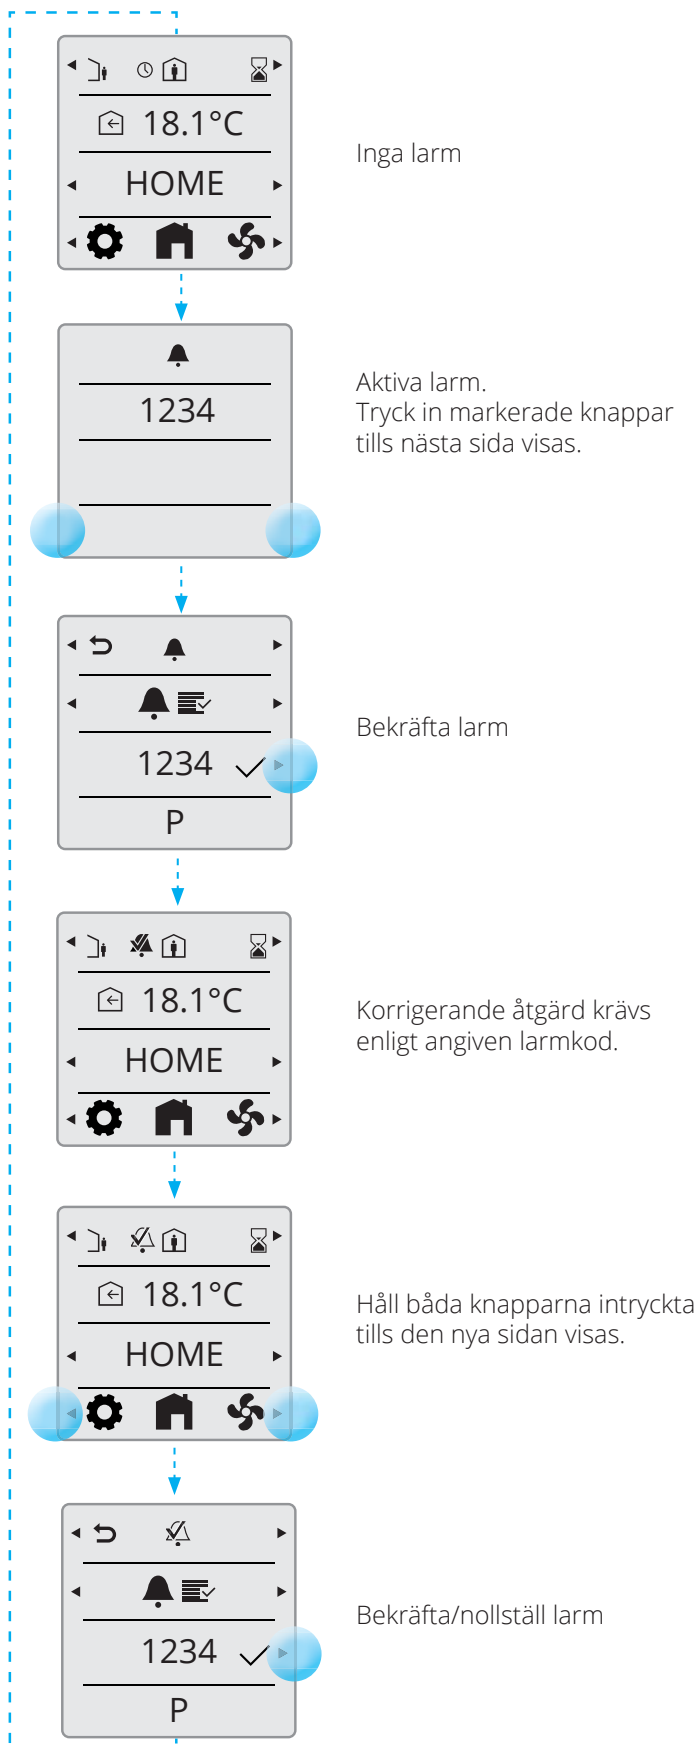 18.1°C
HOME
Inga larm
1234
Aktiva larm.
Tryck in markerade knappar
tills nästa sida visas.
1234
P
Bekräfta larm
18.1°C
HOME
Korrigerande åtgärd krävs
enligt angiven larmkod.
18.1°C
HOME
Håll båda knapparna intryckta
tills den nya sidan visas.
1234
P
Bekräfta/nollställ larm